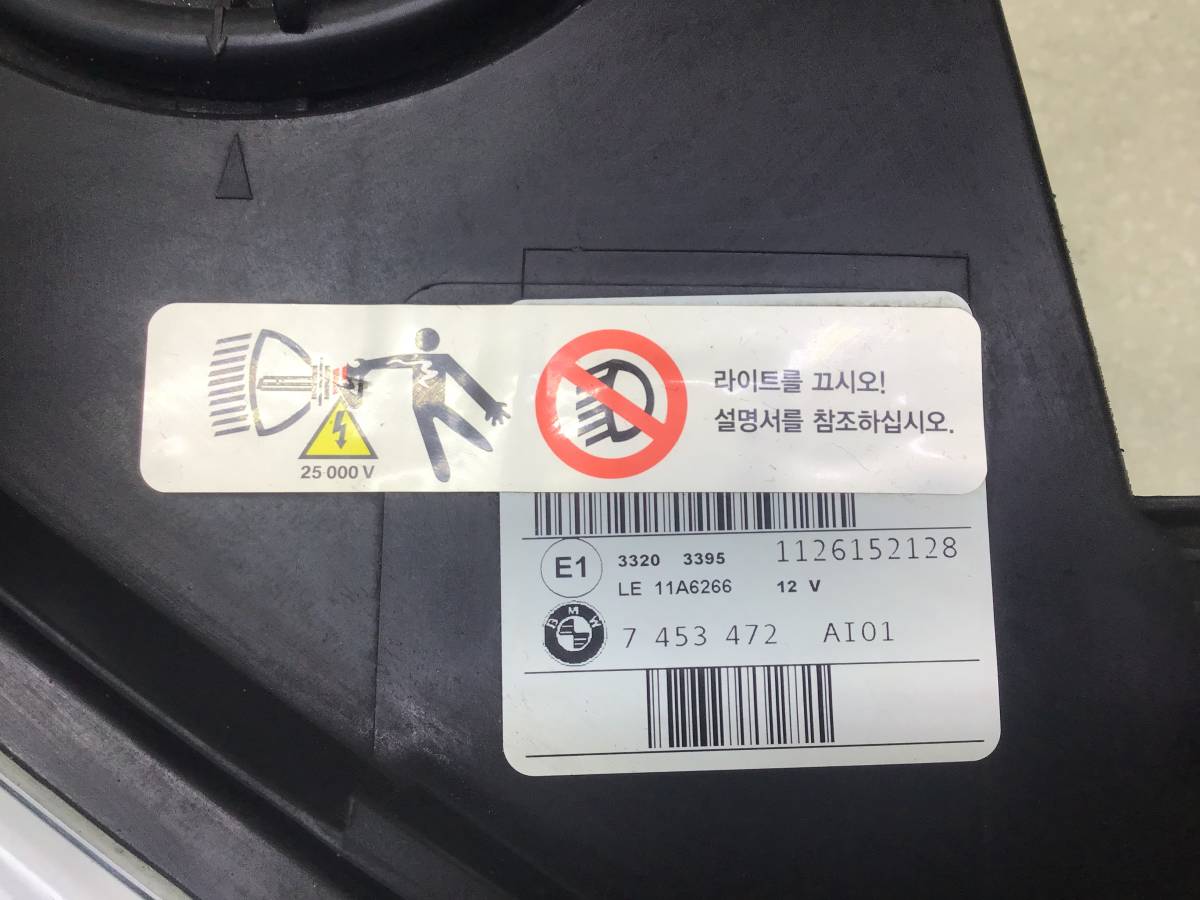 25 000 V
라이트를 끄시오!
설명서를 참조하십시오.
E1 3320 3395 1126152128
LE 11A6266 12 V
BMW 7 453 472 AI01